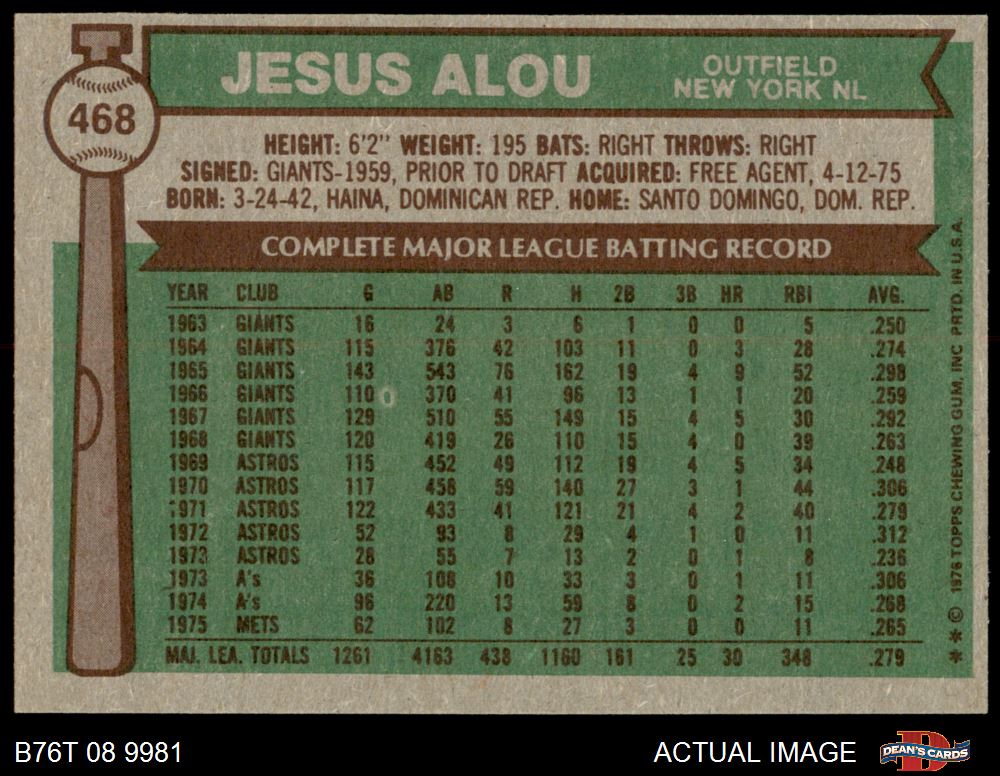 468
JESUS ALOU
OUTFIELD
NEW YORK NL
HEIGHT: 6'2" WEIGHT: 195 BATS: RIGHT THROWS: RIGHT
SIGNED: GIANTS-1959, PRIOR TO DRAFT ACQUIRED: FREE AGENT, 4-12-75
BORN: 3-24-42, HAINA, DOMINICAN REP. HOME: SANTO DOMINGO, DOM. REP.
COMPLETE MAJOR LEAGUE BATTING RECORD
YEAR CLUB G AB R H 2B 3B HR RBI AVG.
1963 GIANTS 16 24 3 6 1 0 0 5 .250
1964 GIANTS 115 376 42 103 11 0 3 28 .274
1965 GIANTS 143 543 76 162 19 4 9 52 .298
1966 GIANTS 110 370 41 96 13 1 1 20 .259
1967 GIANTS 129 510 55 149 15 4 5 30 .292
1968 GIANTS 120 419 26 110 15 4 0 39 .263
1969 ASTROS 115 452 49 112 19 4 5 34 .248
1970 ASTROS 117 458 59 140 27 3 1 44 .306
1971 ASTROS 122 433 41 121 21 4 2 40 .279
1972 ASTROS 52 93 8 29 4 1 0 11 .312
1973 ASTROS 28 55 7 13 2 0 1 8 .236
1973 A's 36 108 10 33 3 0 1 11 .306
1974 A's 96 220 13 59 8 0 2 15 .268
1975 METS 62 102 8 27 3 0 0 11 .265
MAJ. LEA. TOTALS 1261 4163 438 1160 161 25 30 348 .279
* * © 1976 TOPPS CHEWING GUM, INC PRTD. IN U.S.A.
B76T 08 9981
ACTUAL IMAGE
DEAN'S CARDS